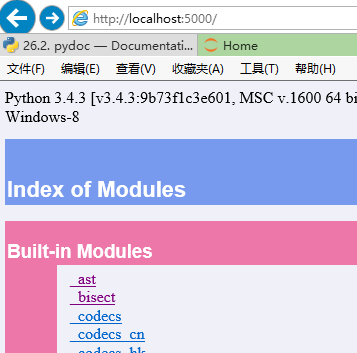 http://localhost:5000/
26.2. pydoc — Documentati...
Home
文件(F) 编辑(E) 查看(V) 收藏夹(A) 工具(T) 帮助(H)
Python 3.4.3 [v3.4.3:9b73f1c3e601, MSC v.1600 64 bi
Windows-8
Index of Modules
Built-in Modules
_ast
_bisect
_codecs
_codecs_cn
_codecs_hk